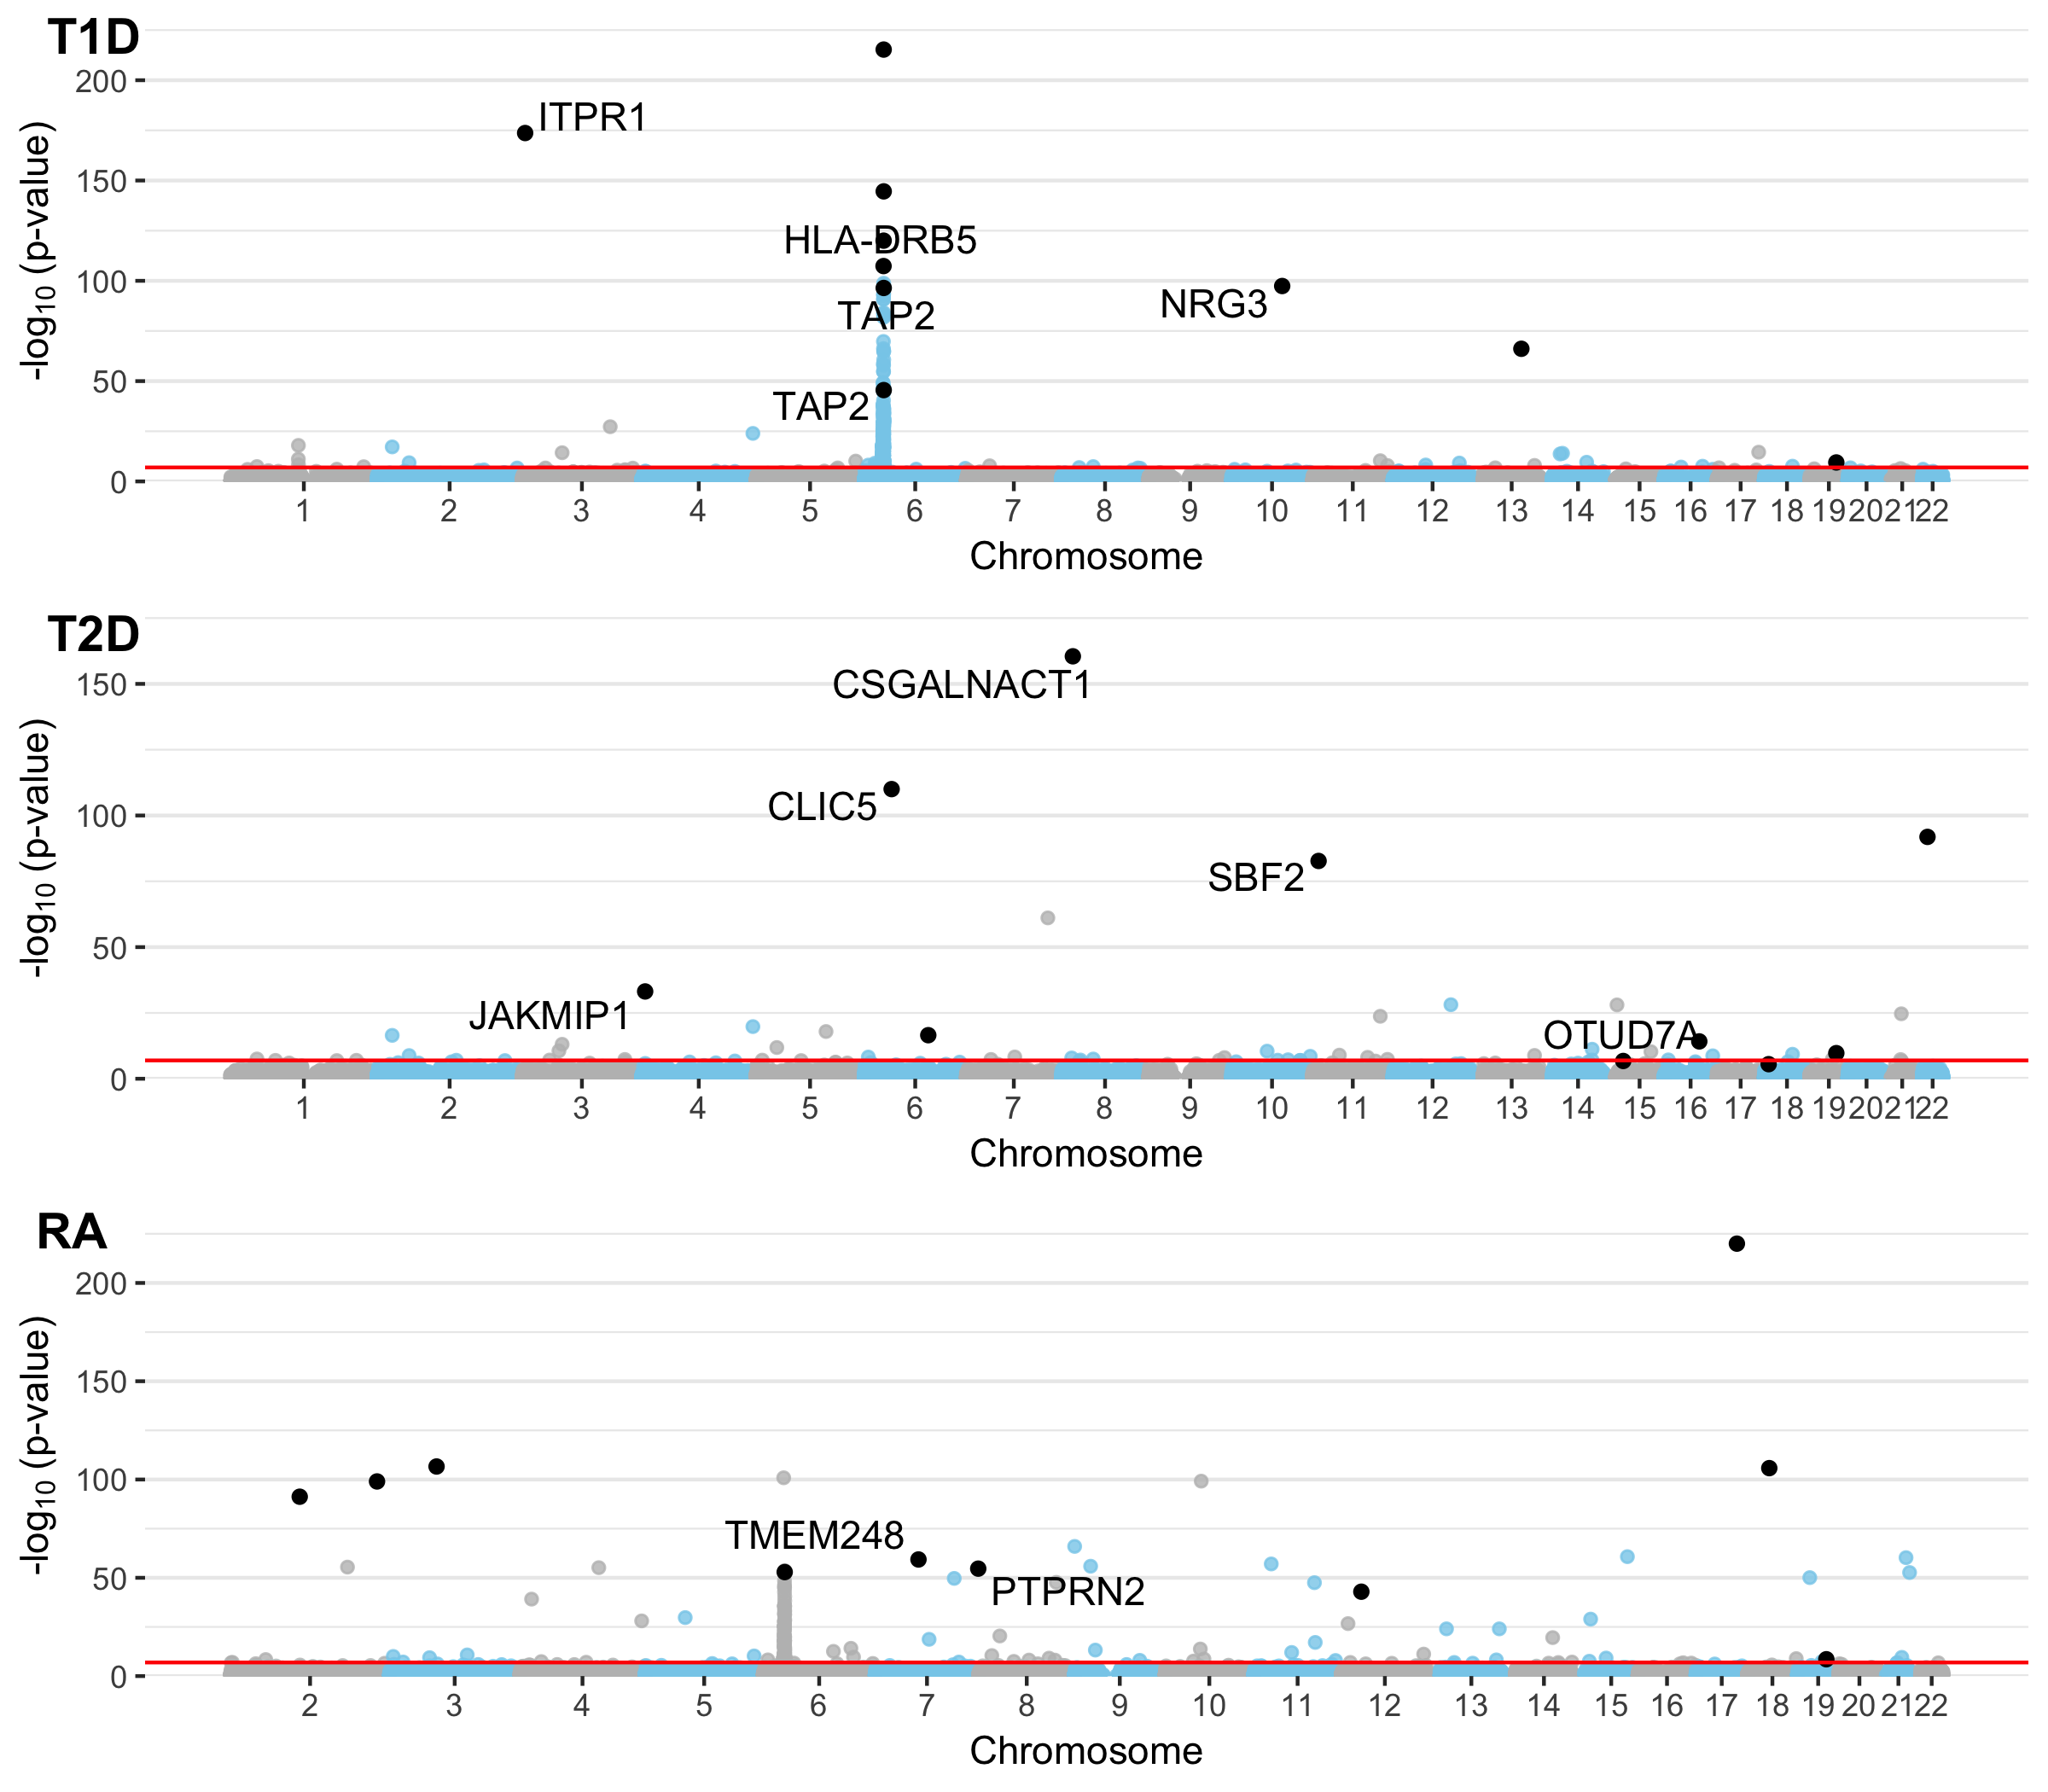 T1D
200
150
100
50
0
-log10 (p-value)
ITPR1
HLA-DRB5
TAP2
NRG3
TAP2
1 2 3 4 5 6 7 8 9 10 11 12 13 14 15 16 17 18 19 20 21 22
Chromosome
T2D
150
100
50
0
-log10 (p-value)
CSGALNACT1
CLIC5
SBF2
JAKMIP1
OTUD7A
1 2 3 4 5 6 7 8 9 10 11 12 13 14 15 16 17 18 19 20 21 22
Chromosome
RA
200
150
100
50
0
-log10 (p-value)
TMEM248
PTPRN2
2 3 4 5 6 7 8 9 10 11 12 13 14 15 16 17 18 19 20 21 22
Chromosome